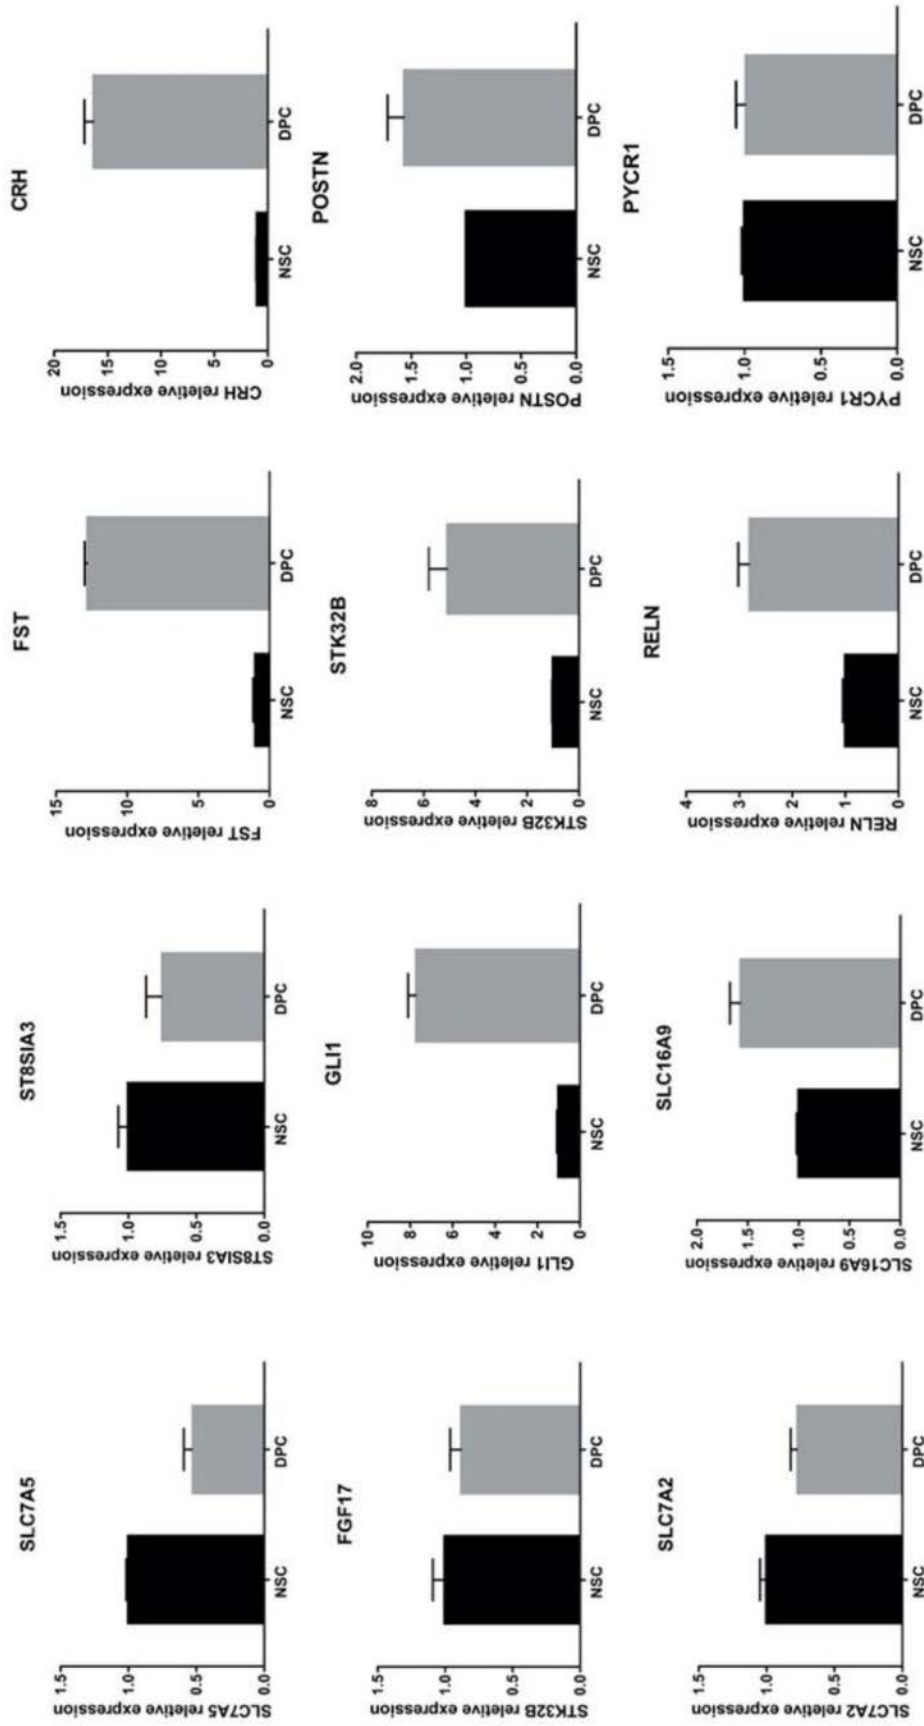 SLC7A5
SLC7A5 reletive expression
1.5
1.0
0.5
0.0
NSC
DPC
ST8SIA3
ST8SIA3 reletive expression
1.5
1.0
0.5
0.0
NSC
DPC
FST
FST reletive expression
15
10
5
0
NSC
DPC
CRH
CRH reletive expression
20
15
10
5
0
NSC
DPC
FGF17
STK32B reletive expression
1.5
1.0
0.5
0.0
NSC
DPC
GLI1
GLI1 reletive expression
10
8
6
4
2
0
NSC
DPC
STK32B
STK32B reletive expression
8
6
4
2
0
NSC
DPC
POSTN
POSTN reletive expression
2.0
1.5
1.0
0.5
0.0
NSC
DPC
SLC7A2
SLC7A2 reletive expression
1.5
1.0
0.5
0.0
NSC
DPC
SLC16A9
SLC16A9 reletive expression
2.0
1.5
1.0
0.5
0.0
NSC
DPC
RELN
RELN reletive expression
4
3
2
1
0
NSC
DPC
PYCR1
PYCR1 reletive expression
1.5
1.0
0.5
0.0
NSC
DPC